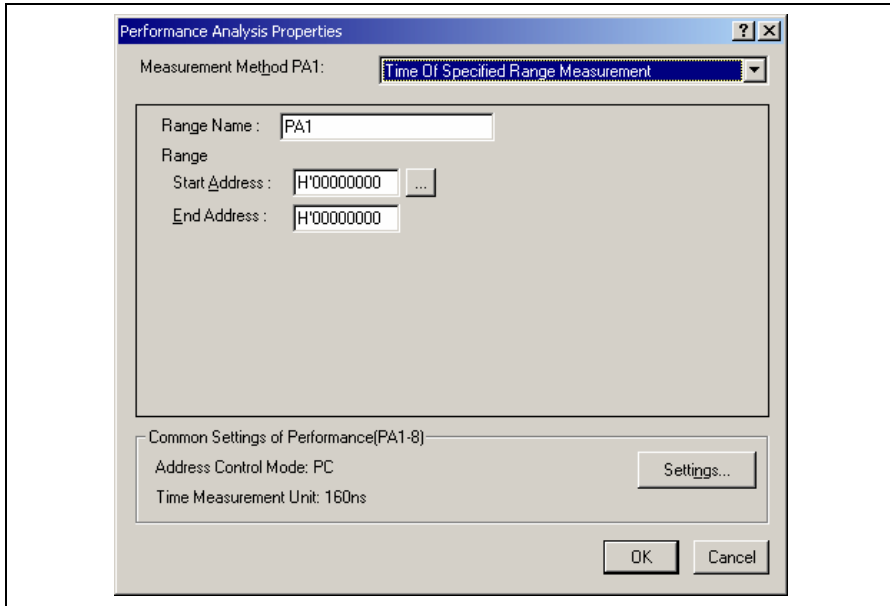 Performance Analysis Properties
Measurement Method PA1: Time Of Specified Range Measurement
Range Name : PA1
Range
Start Address : H'00000000 ...
End Address : H'00000000
Common Settings of Performance(PA1-8)
Address Control Mode: PC
Settings...
Time Measurement Unit: 160ns
OK Cancel